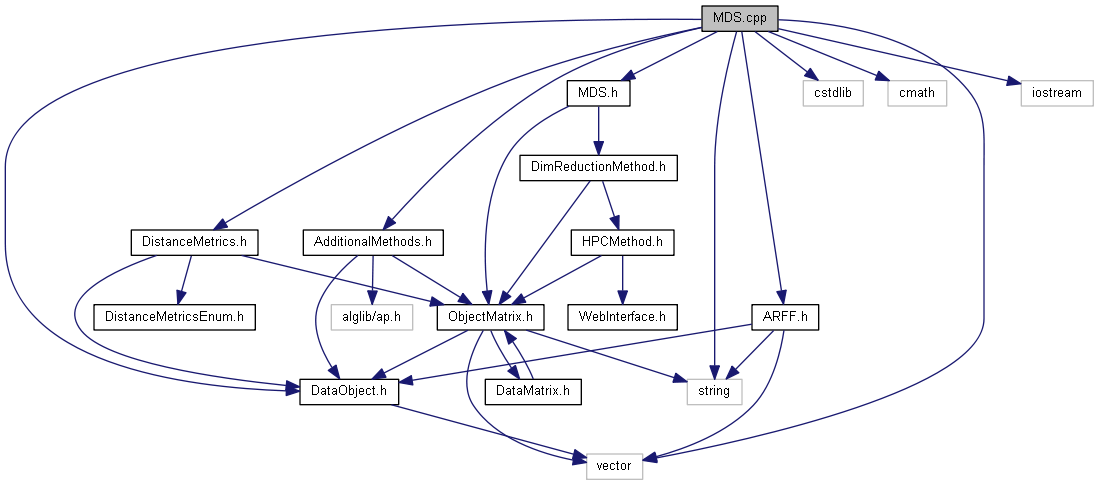 MDS.cpp
MDS.h
cstdlib
cmath
iostream
DimReductionMethod.h
DistanceMetrics.h
AdditionalMethods.h
HPCMethod.h
DistanceMetricsEnum.h
alglib/ap.h
ObjectMatrix.h
WebInterface.h
ARFF.h
DataObject.h
DataMatrix.h
string
vector